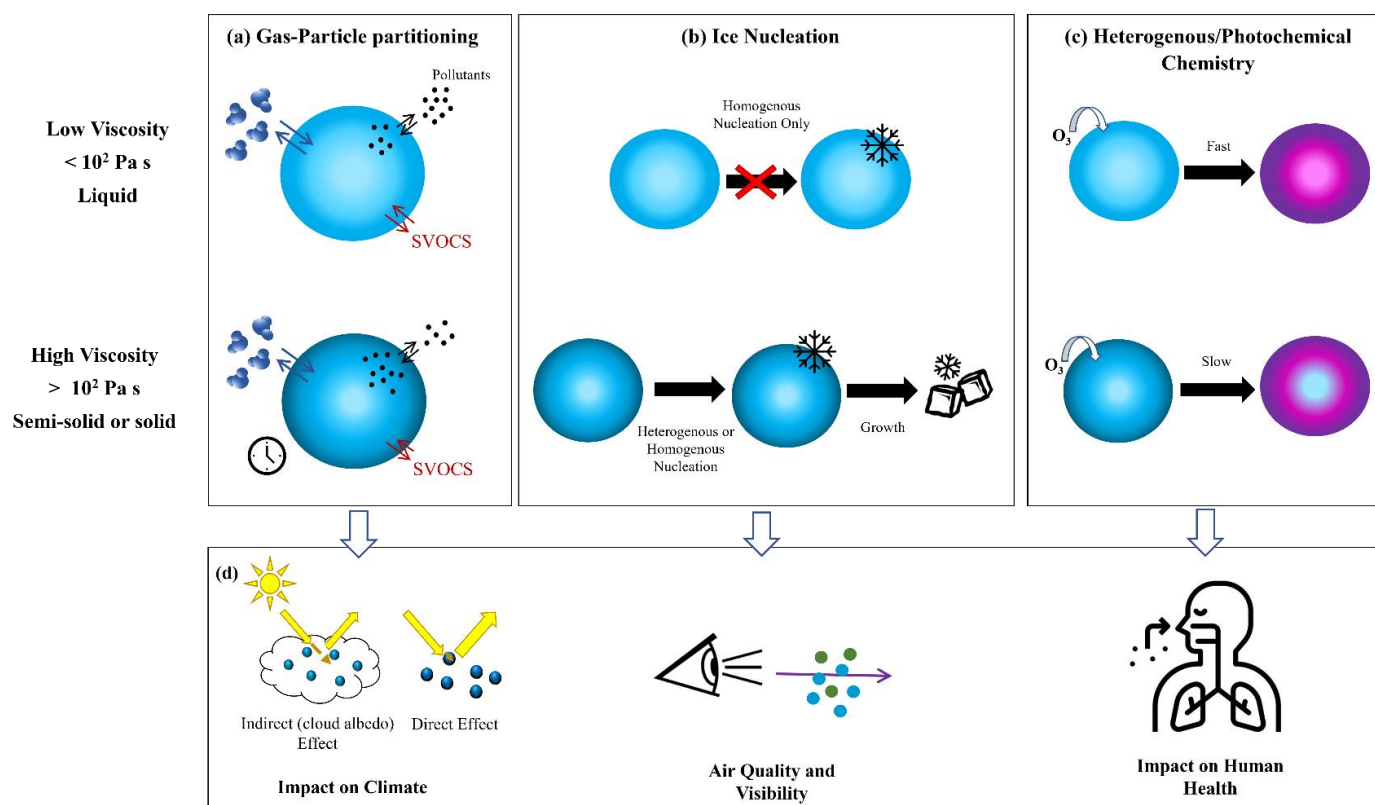 (a) Gas-Particle partitioning
(b) Ice Nucleation
(c) Heterogenous/Photochemical
Chemistry
Low Viscosity
< 10² Pa s
Liquid
Pollutants
SVOCS
Homogenous
Nucleation Only
O₃
Fast
High Viscosity
> 10² Pa s
Semi-solid or solid
SVOCS
Heterogenous or
Homogenous
Nucleation
Growth
O₃
Slow
(d)
Indirect (cloud albedo)
Effect
Direct Effect
Impact on Climate
Air Quality and
Visibility
Impact on Human
Health